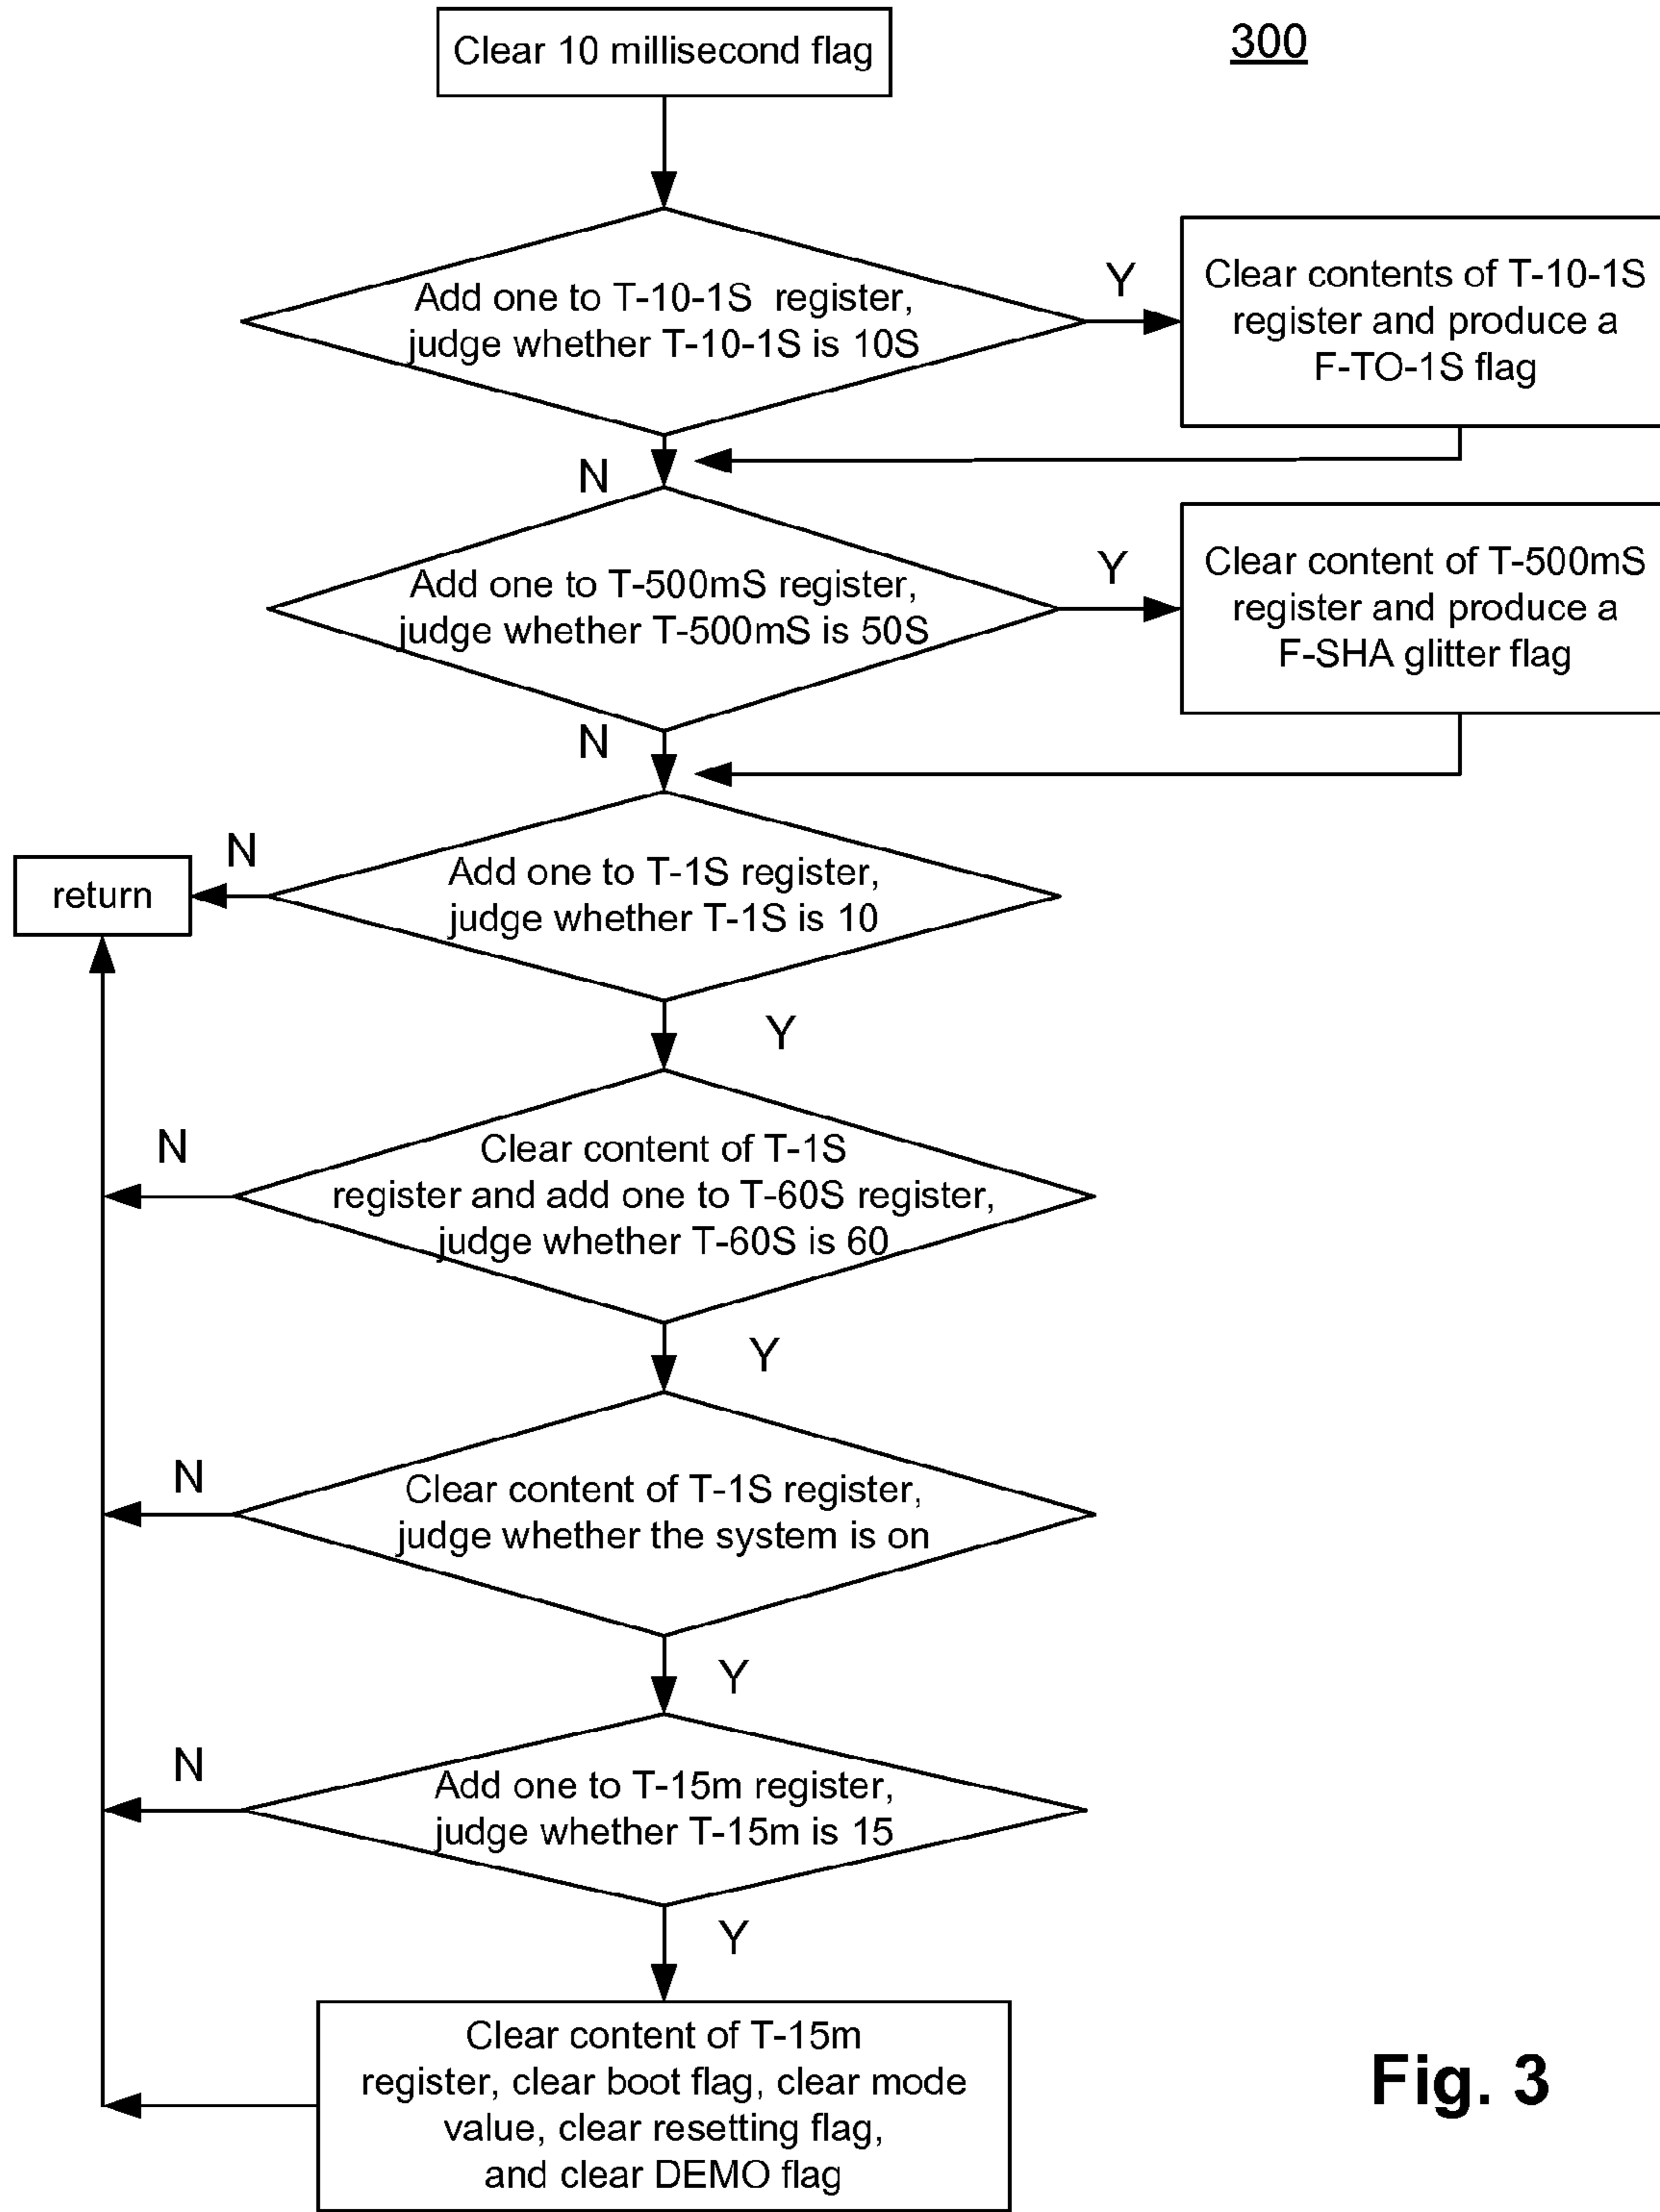 300
Clear 10 millisecond flag
Add one to T-10-1S register,
judge whether T-10-1S is 10S
Y
Clear contents of T-10-1S
register and produce a
F-TO-1S flag
N
Add one to T-500mS register,
judge whether T-500mS is 50S
Y
Clear content of T-500mS
register and produce a
F-SHA glitter flag
N
Add one to T-1S register,
judge whether T-1S is 10
N
return
Y
Clear content of T-1S
register and add one to T-60S register,
judge whether T-60S is 60
N
Y
Clear content of T-1S register,
judge whether the system is on
N
Y
Add one to T-15m register,
judge whether T-15m is 15
N
Y
Clear content of T-15m
register, clear boot flag, clear mode
value, clear resetting flag,
and clear DEMO flag
Fig. 3